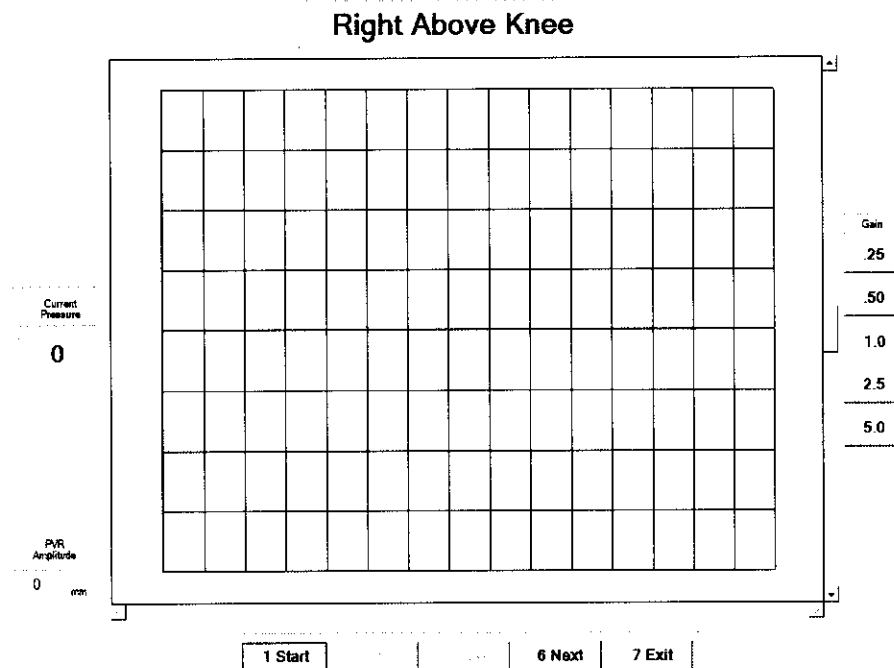 Right Above Knee
Gain
.25
.50
1.0
2.5
5.0
Current
Pressure
0
PVR
Amplitude
0 mm
1 Start
6 Next
7 Exit